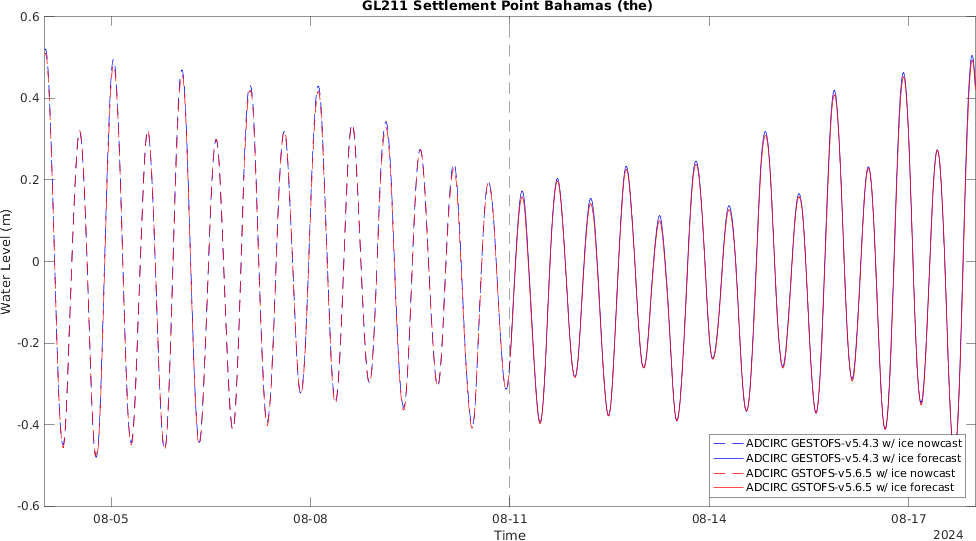 GL211 Settlement Point Bahamas (the)
0.6
0.4
0.2
0
-0.2
-0.4
-0.6
Water Level (m)
ADCIRC GESTOFS-v5.4.3 w/ ice nowcast
ADCIRC GESTOFS-v5.4.3 w/ ice forecast
ADCIRC GSTOFS-v5.6.5 w/ ice nowcast
ADCIRC GSTOFS-v5.6.5 w/ ice forecast
08-05 08-08 08-11 08-14 08-17
Time
2024